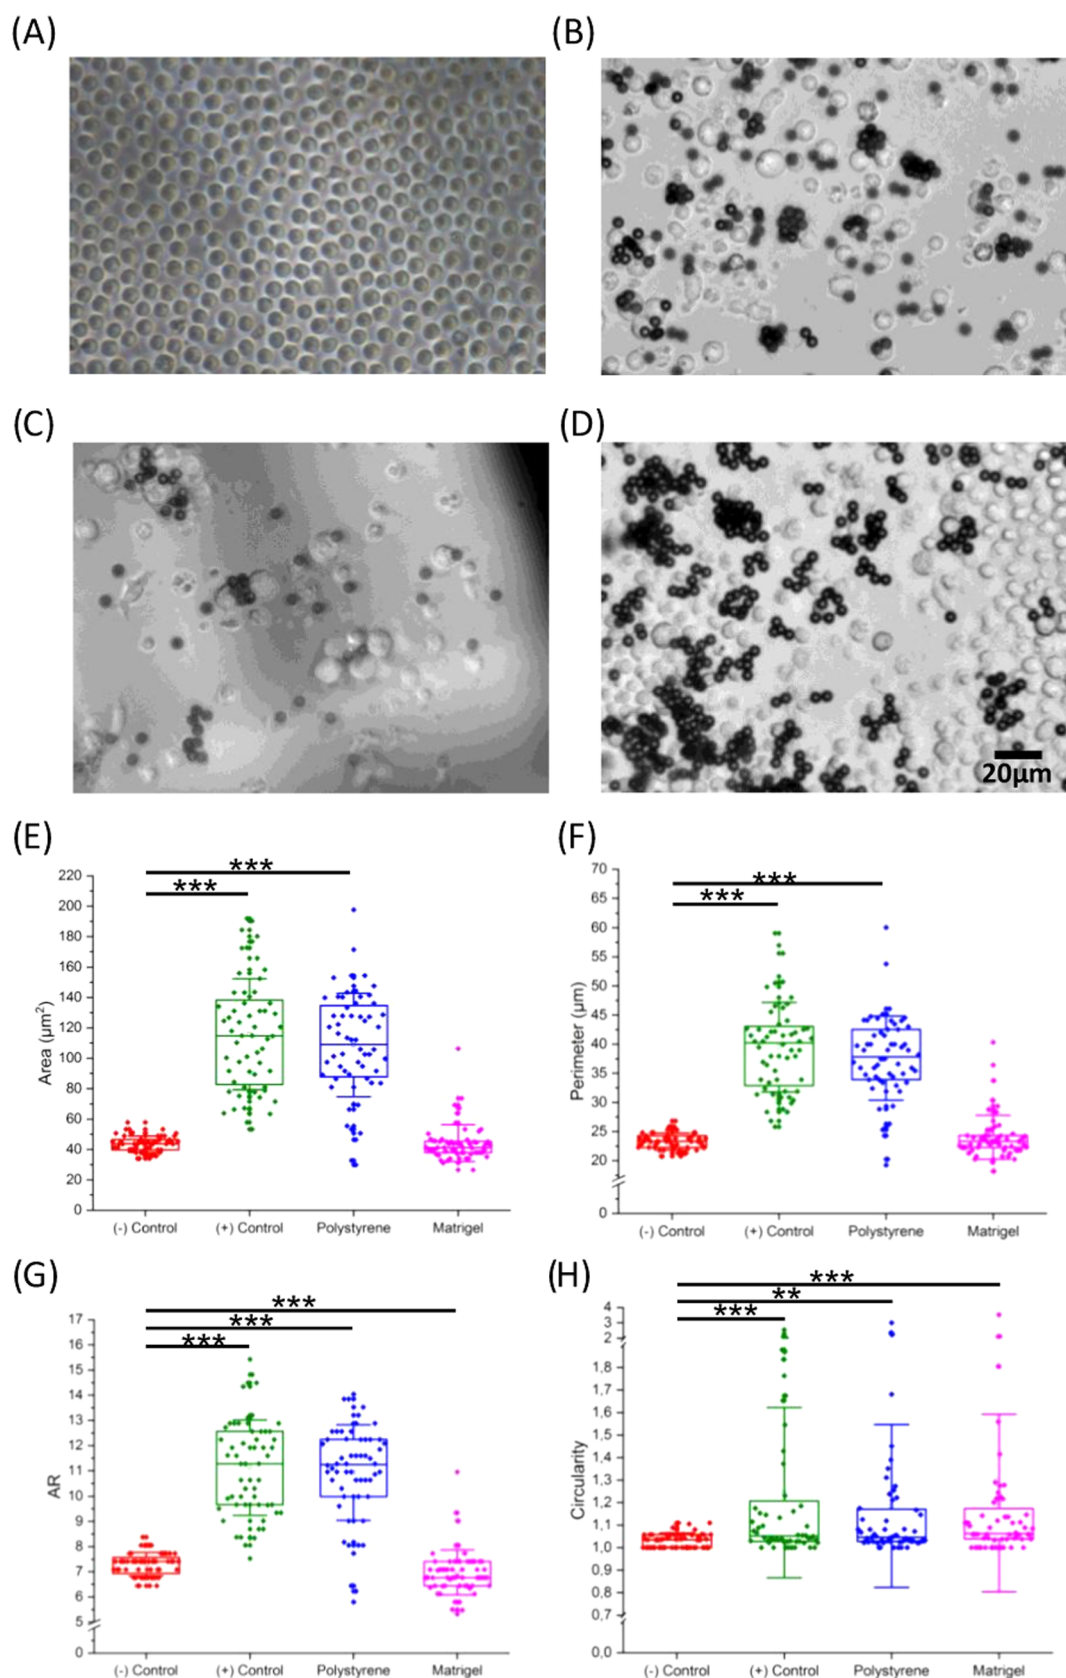 (A)
(B)
(C)
(D)
20µm
(E)
***
***
220
200
180
160
140
120
100
80
60
40
20
0
Area (µm²)
(-) Control
(+) Control
Polystyrene
Matrigel
(F)
***
***
70
65
60
55
50
45
40
35
30
25
20
0
Perimeter (µm)
(-) Control
(+) Control
Polystyrene
Matrigel
(G)
***
***
***
17
16
15
14
13
12
11
10
9
8
7
6
5
0
AR
(-) Control
(+) Control
Polystyrene
Matrigel
(H)
***
**
***
4
3
2
1,8
1,7
1,6
1,5
1,4
1,3
1,2
1,1
1,0
0,9
0,8
0,7
0,0
Circularity
(-) Control
(+) Control
Polystyrene
Matrigel